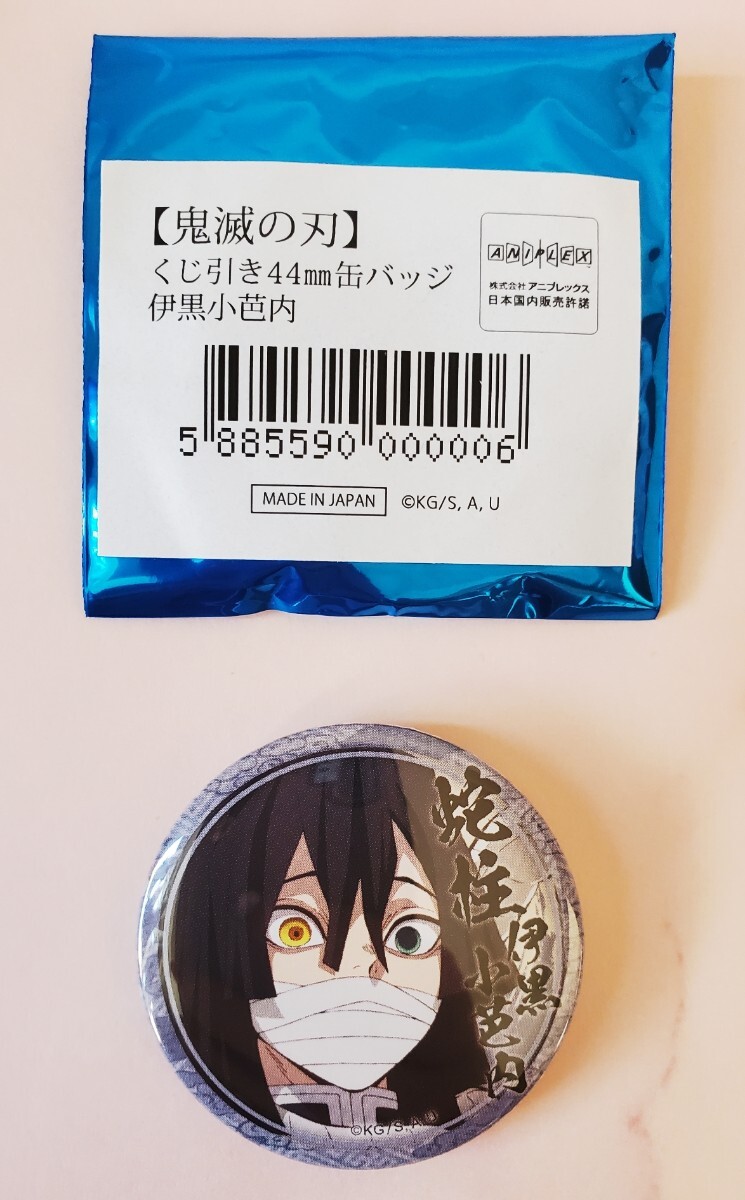 【鬼滅の刃】
くじ引き44mm缶バッジ
伊黒小芭内
ANIPLEX
株式会社 アニプレックス
日本国内販売許諾
5 885590 000006
MADE IN JAPAN
©KG/S, A, U
蛇柱
伊黒
小芭内
©KG/S, A, U